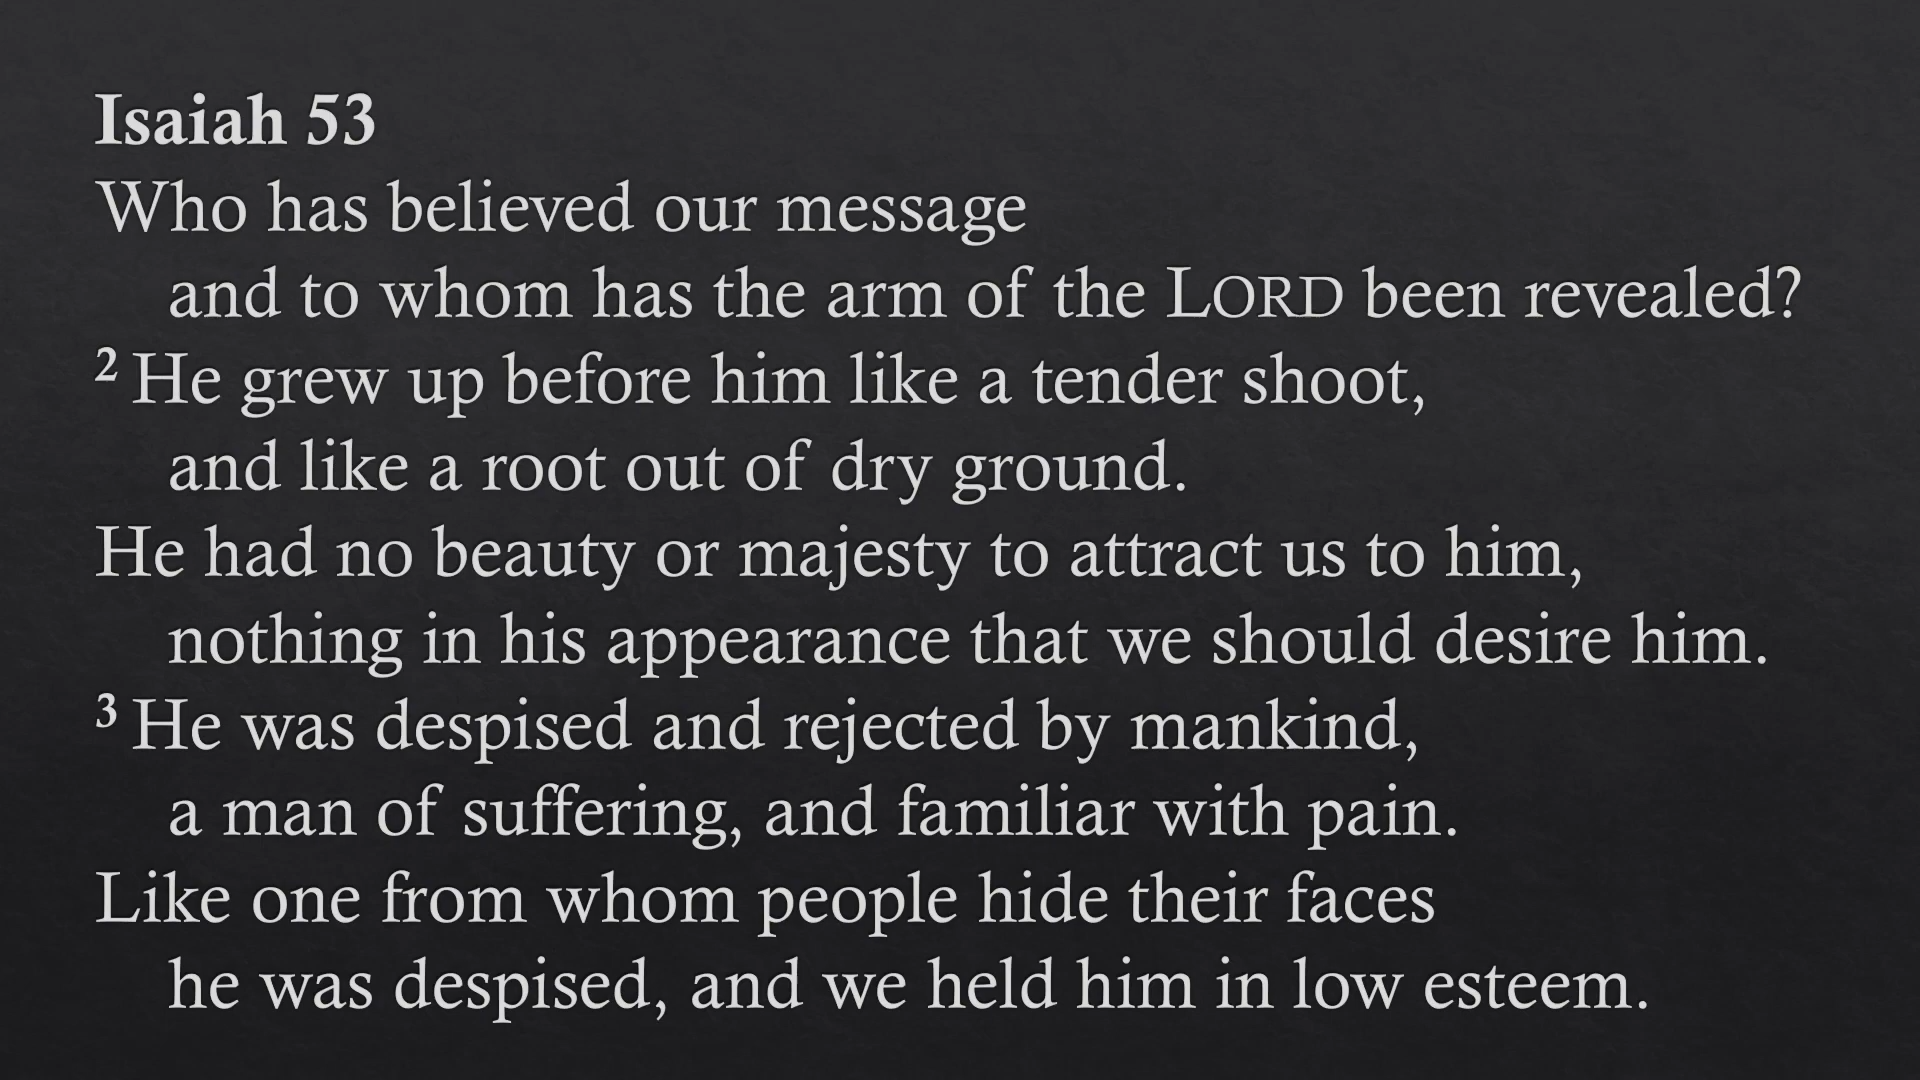 Isaiah 53
Who has believed our message
and to whom has the arm of the LORD been revealed?
² He grew up before him like a tender shoot,
and like a root out of dry ground.
He had no beauty or majesty to attract us to him,
nothing in his appearance that we should desire him.
³ He was despised and rejected by mankind,
a man of suffering, and familiar with pain.
Like one from whom people hide their faces
he was despised, and we held him in low esteem.